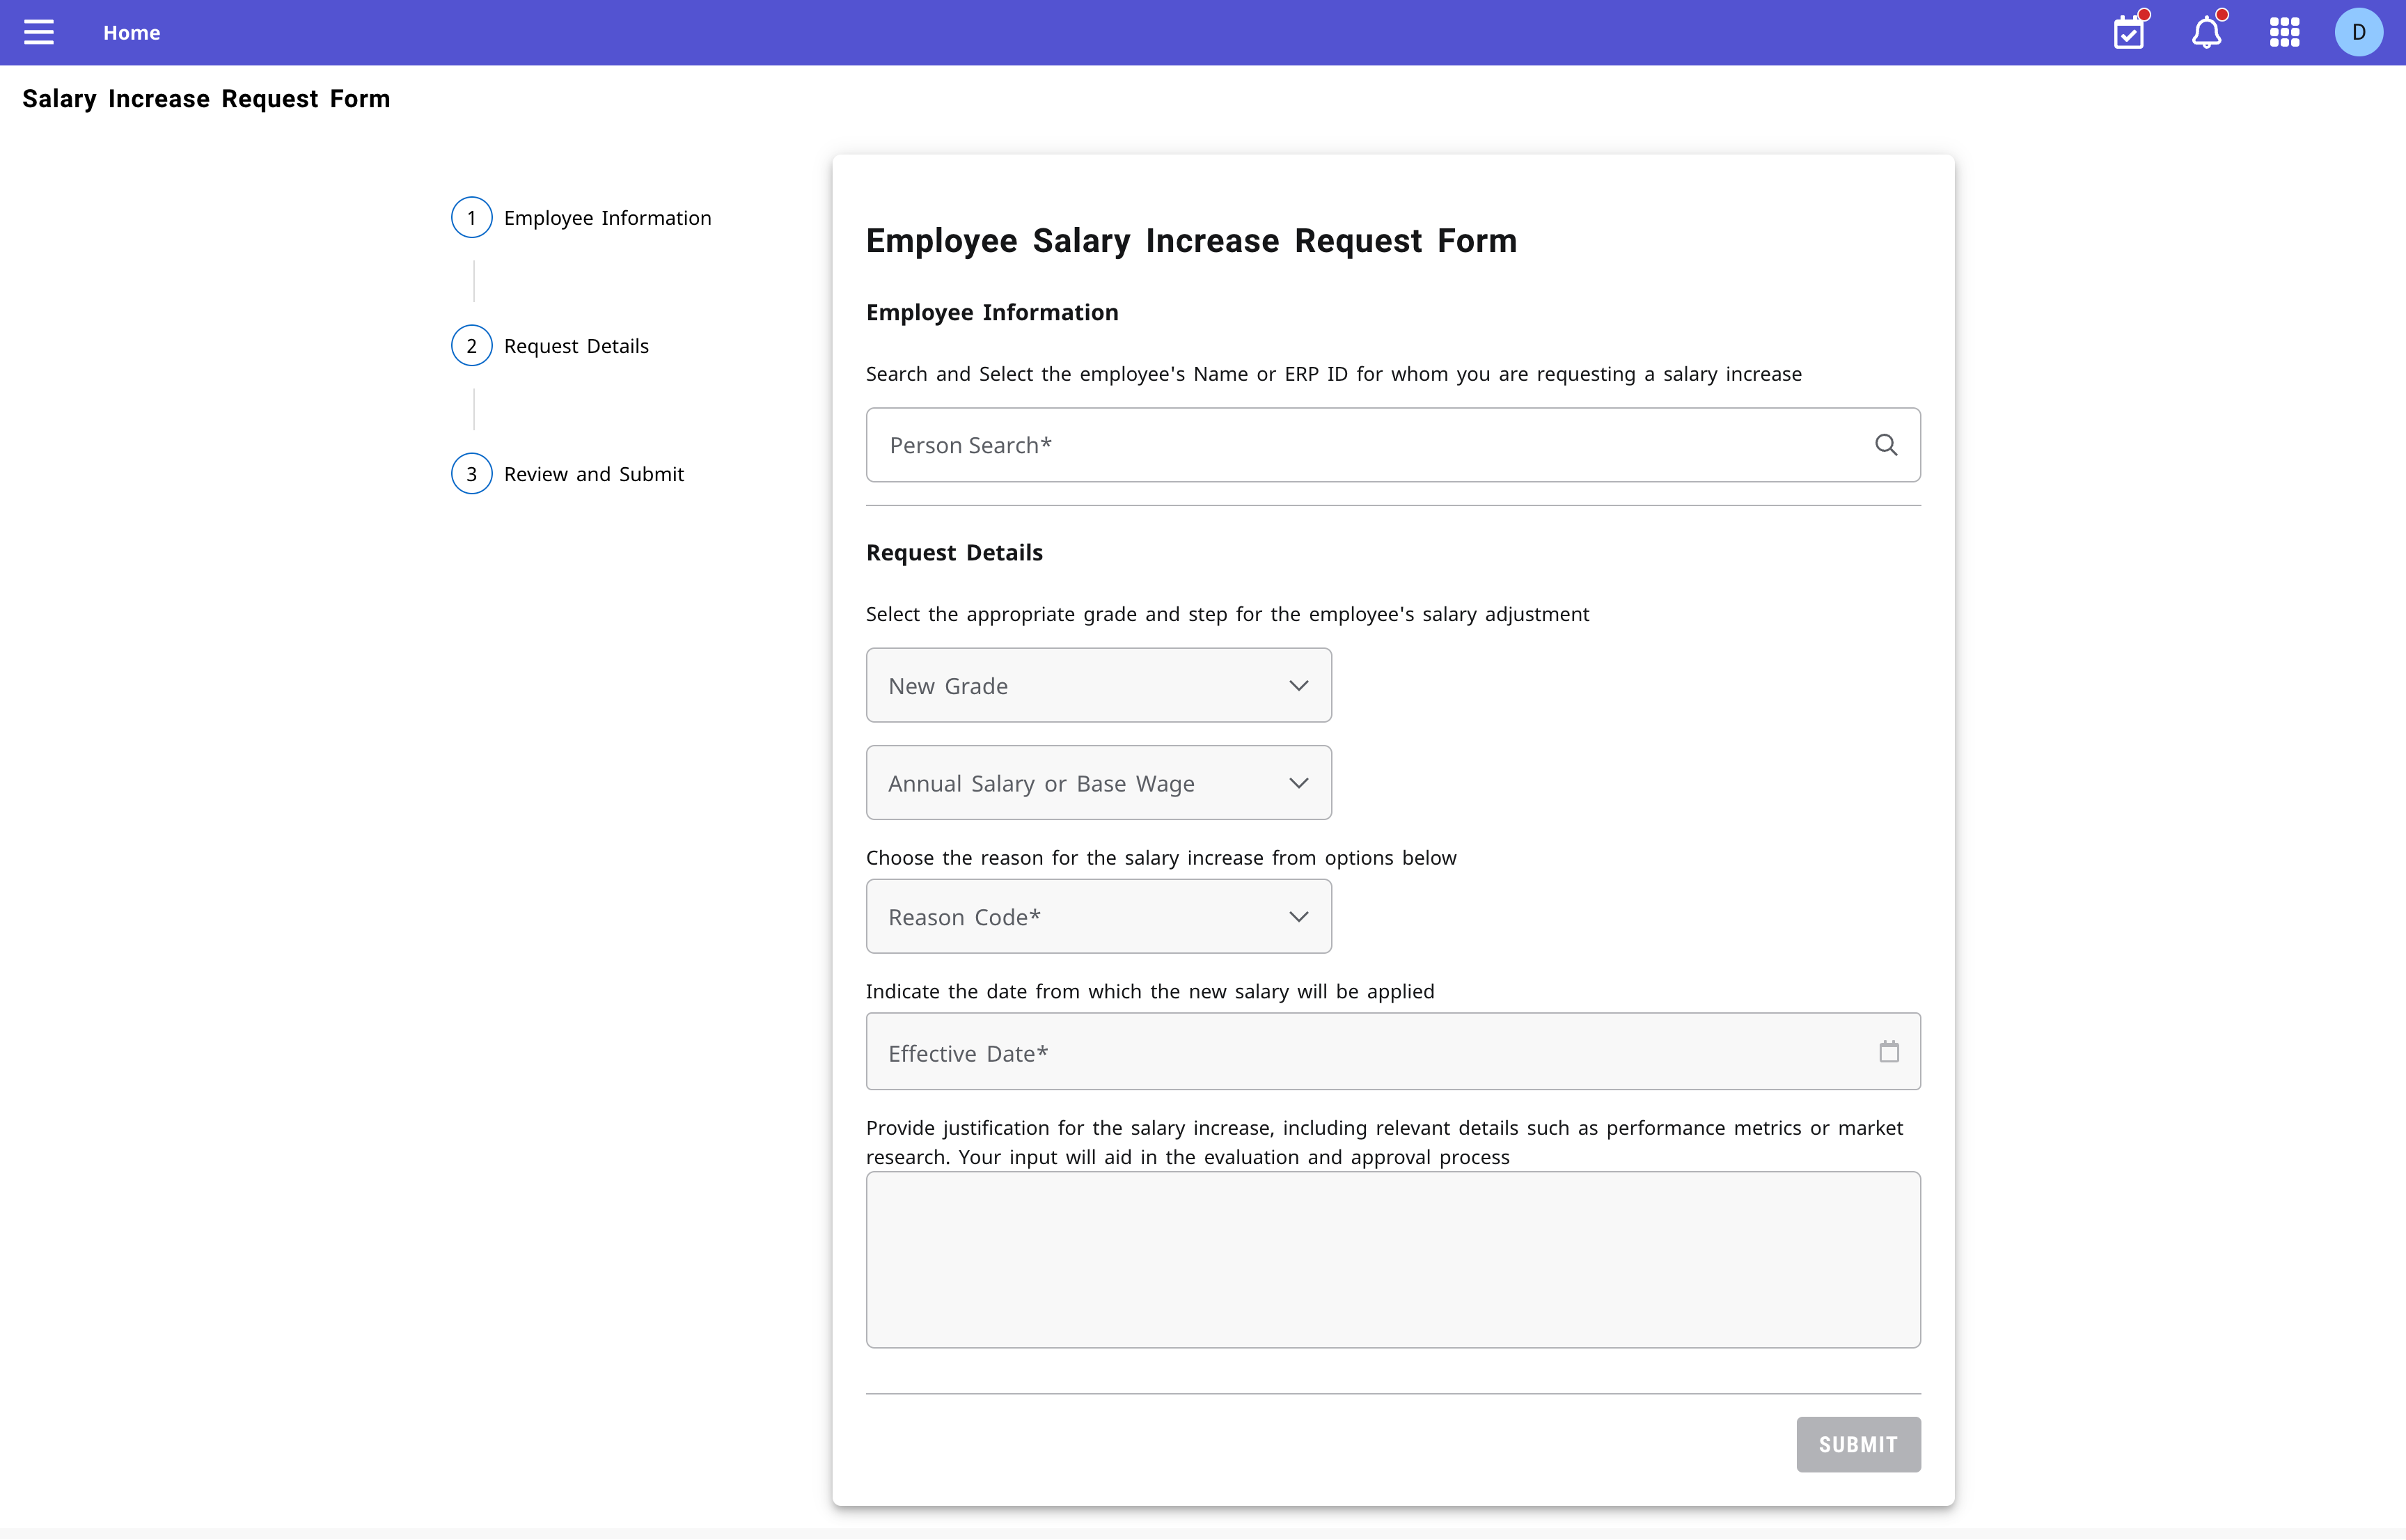 Home
D
Salary Increase Request Form
1 Employee Information
2 Request Details
3 Review and Submit
Employee Salary Increase Request Form
Employee Information
Search and Select the employee's Name or ERP ID for whom you are requesting a salary increase
Person Search*
Request Details
Select the appropriate grade and step for the employee's salary adjustment
New Grade
Annual Salary or Base Wage
Choose the reason for the salary increase from options below
Reason Code*
Indicate the date from which the new salary will be applied
Effective Date*
Provide justification for the salary increase, including relevant details such as performance metrics or market
research. Your input will aid in the evaluation and approval process
SUBMIT